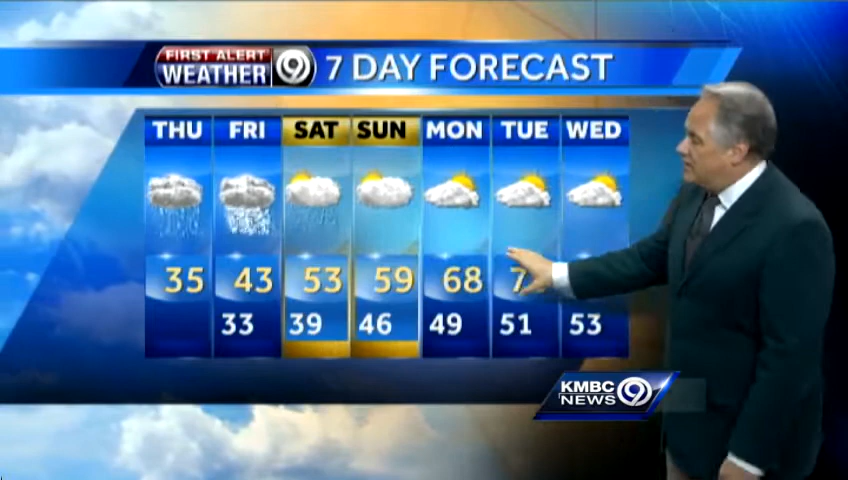 FIRST ALERT
WEATHER 9 7 DAY FORECAST
THU FRI SAT SUN MON TUE WED
35 43 53 59 68 7
33 39 46 49 51 53
KMBC 9
NEWS